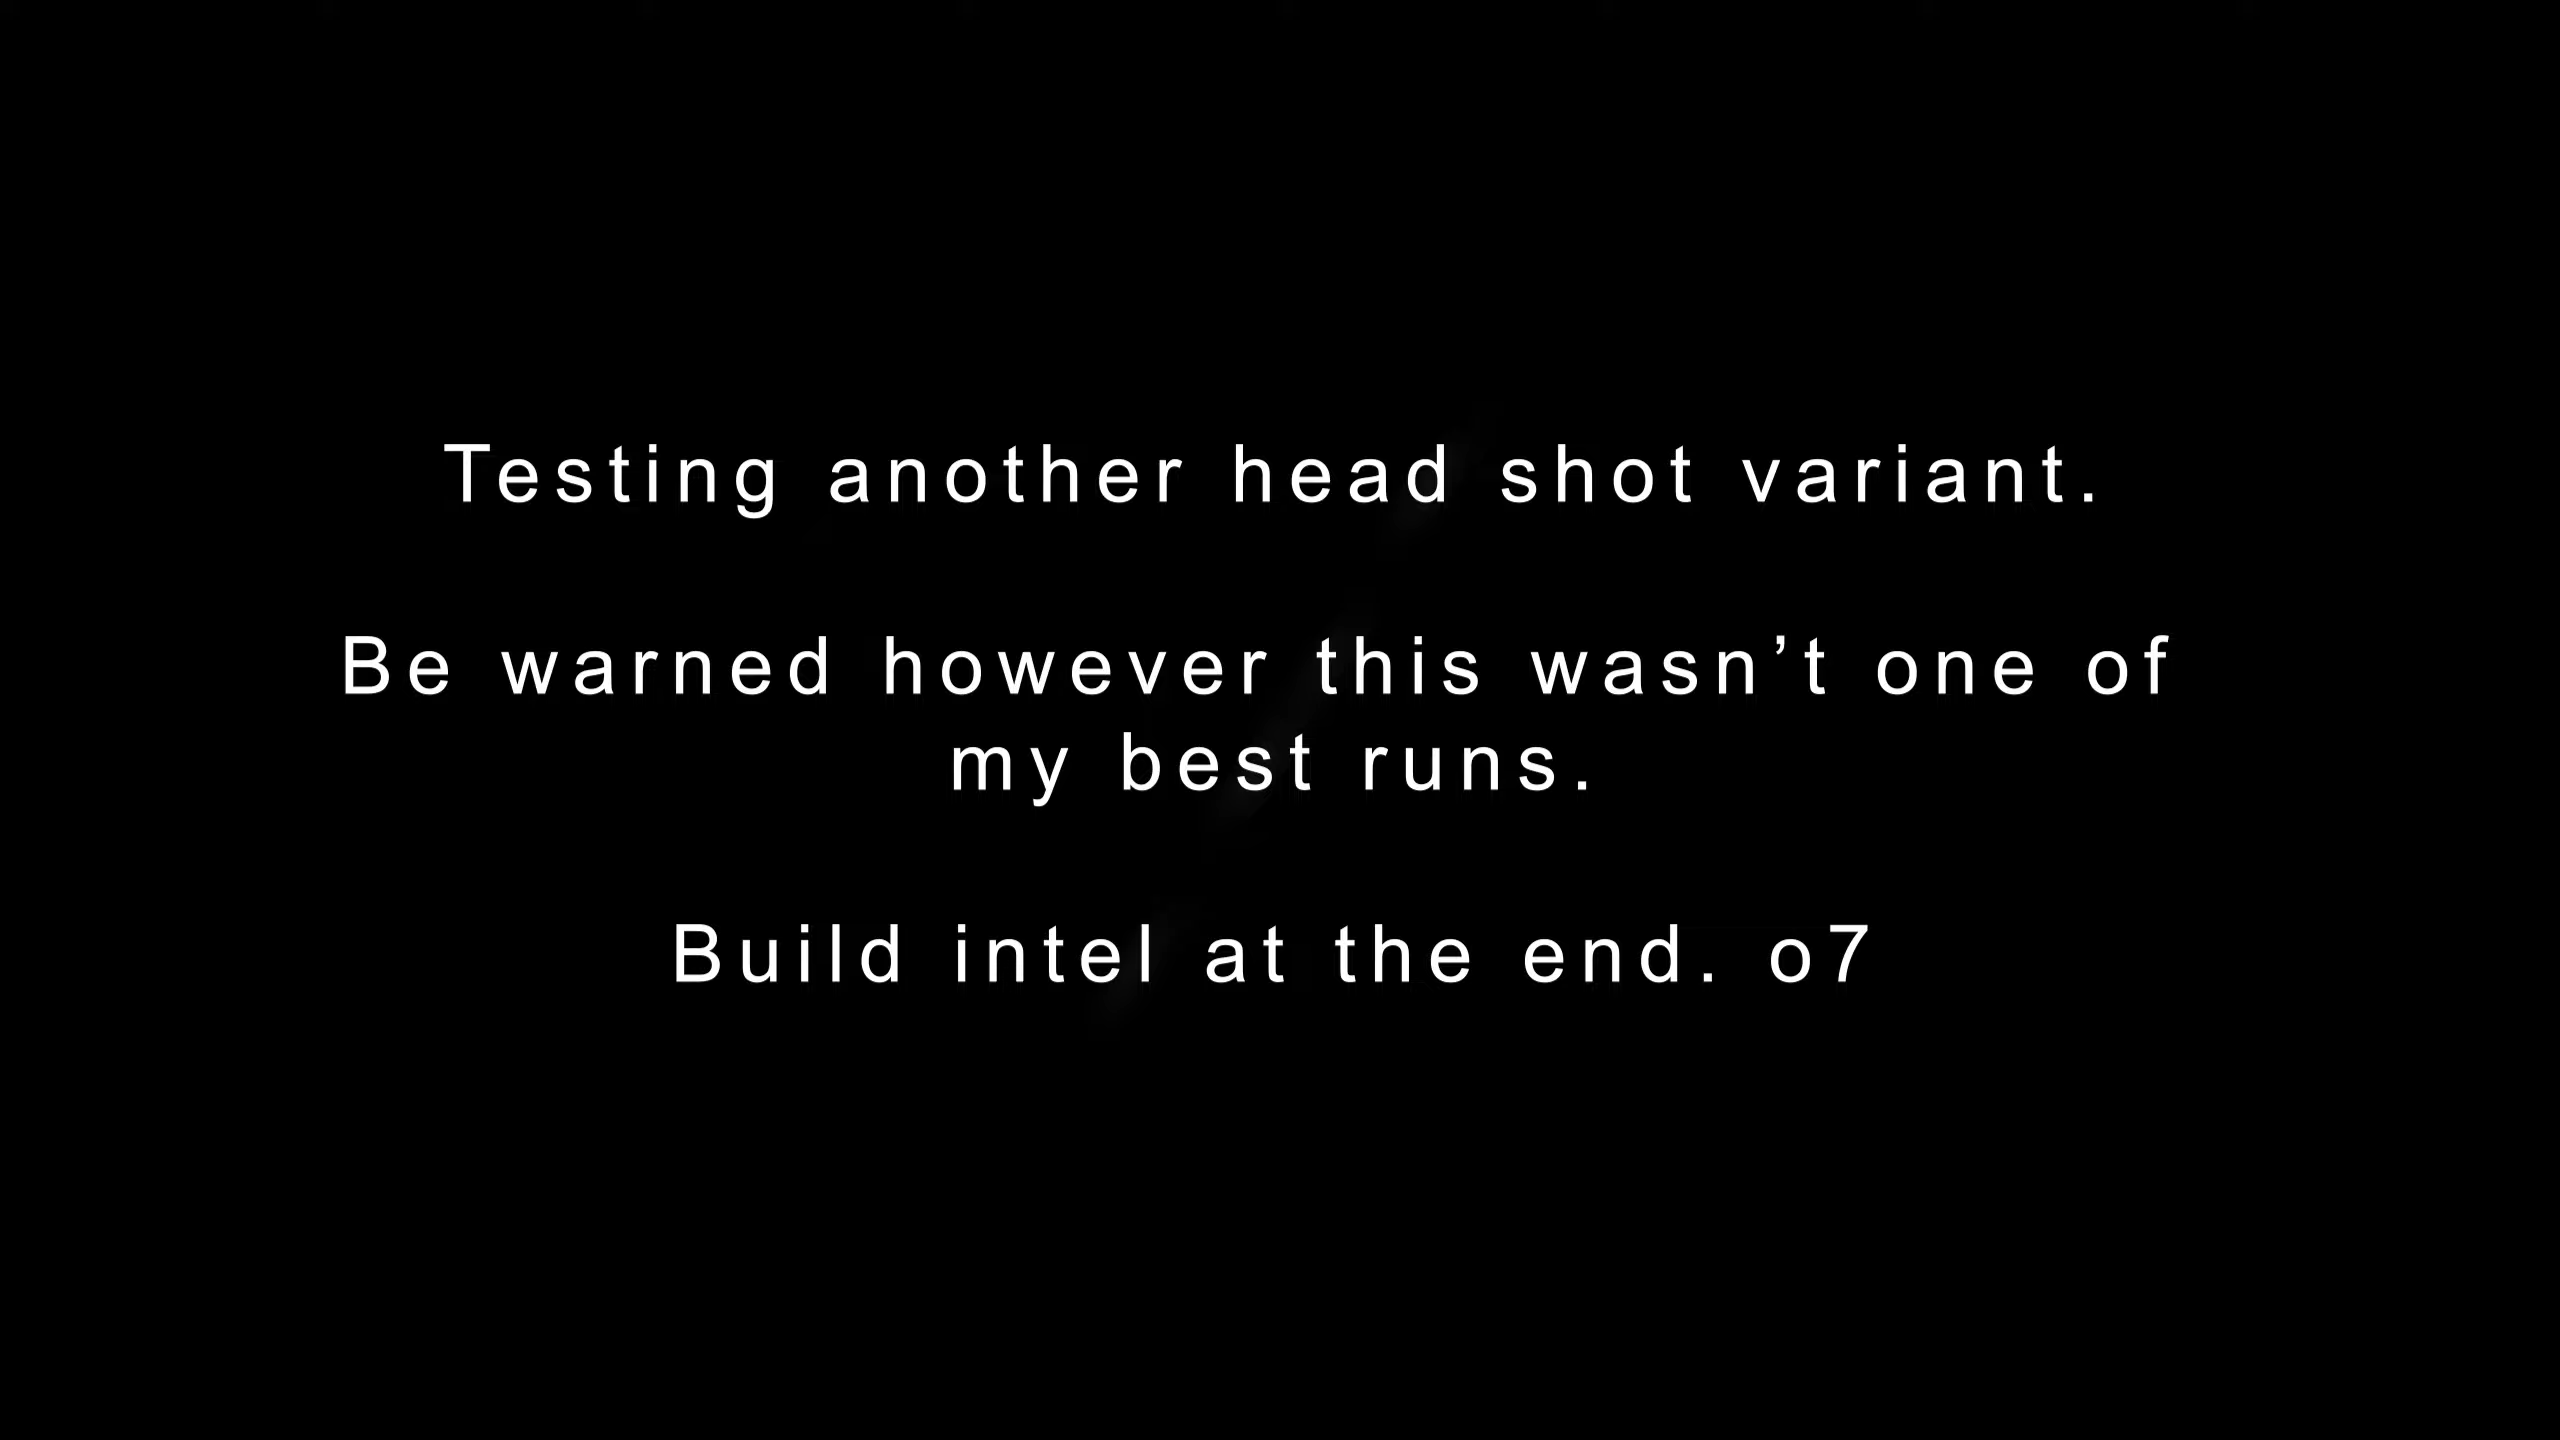 Testing another head shot variant.
Be warned however this wasn’t one of
my best runs.
Build intel at the end. o7